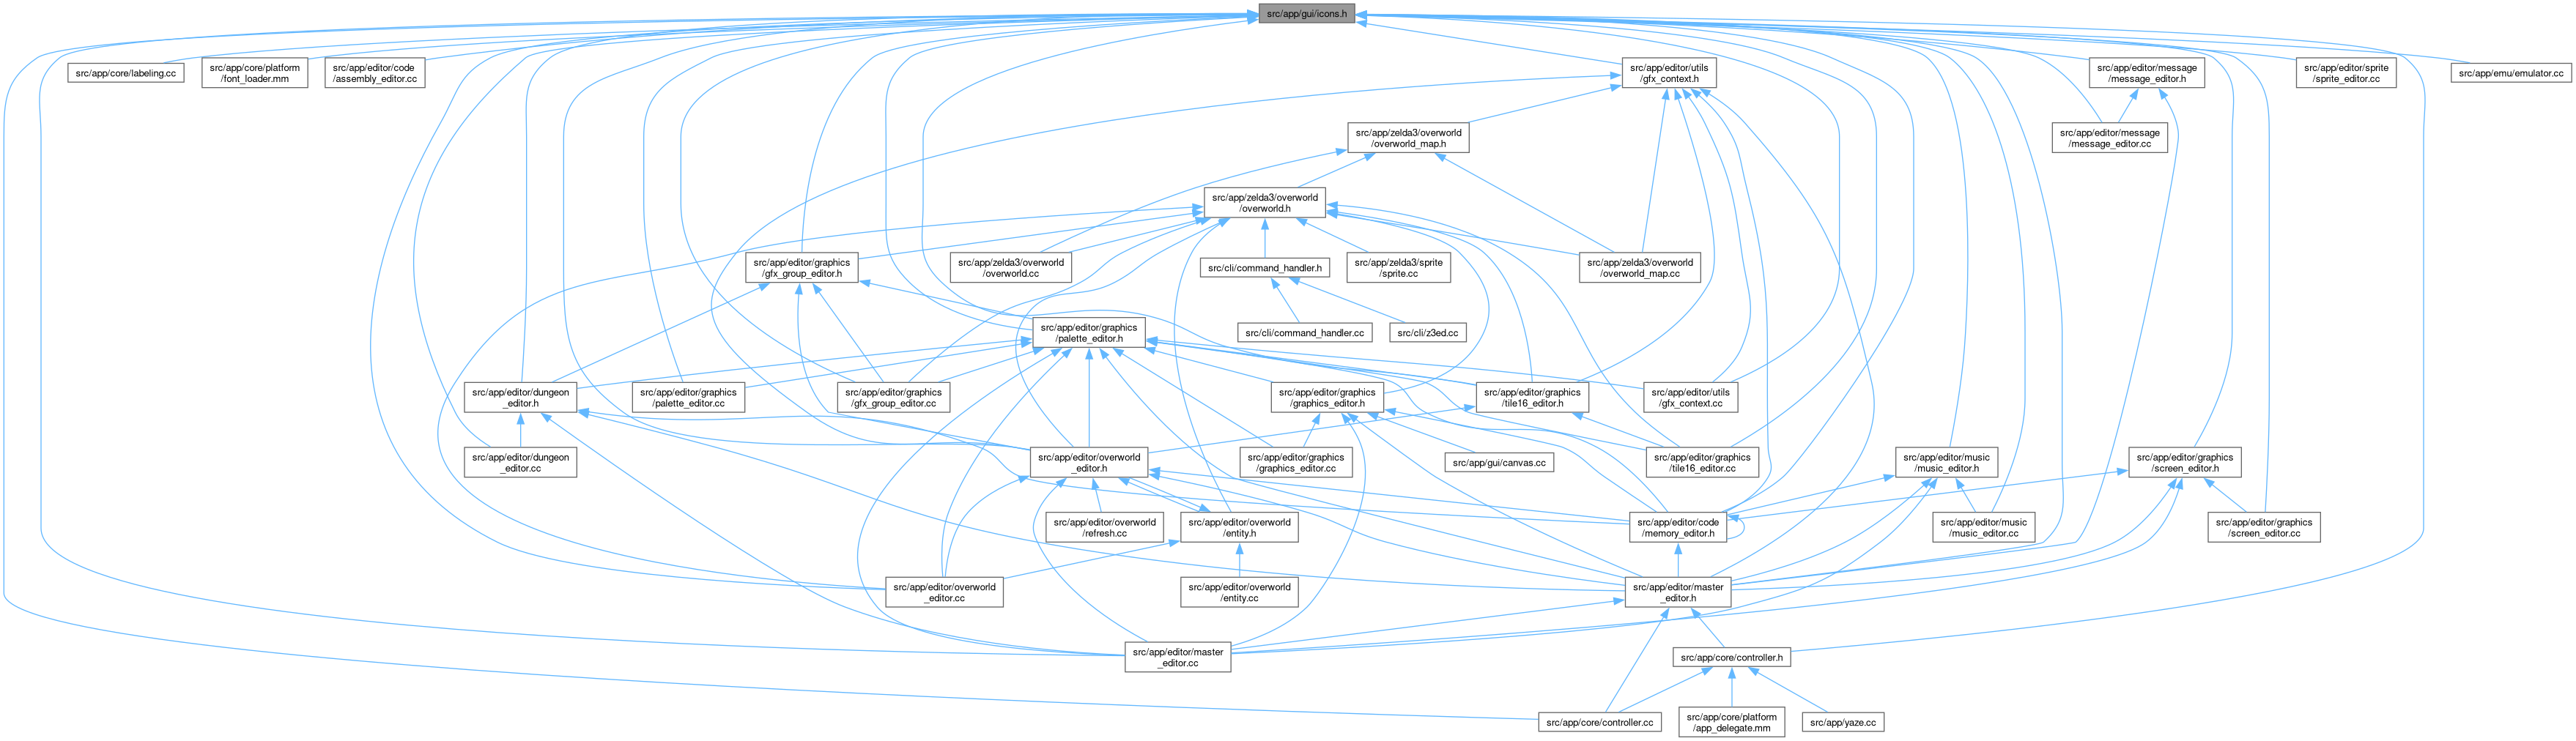 src/app/gui/icons.h
src/app/core/labeling.cc
src/app/core/platform
/font_loader.mm
src/app/editor/code
/assembly_editor.cc
src/app/editor/utils
/gfx_context.h
src/app/editor/message
/message_editor.h
src/app/editor/sprite
/sprite_editor.cc
src/app/emu/emulator.cc
src/app/zelda3/overworld
/overworld_map.h
src/app/editor/message
/message_editor.cc
src/app/zelda3/overworld
/overworld.h
src/app/editor/graphics
/gfx_group_editor.h
src/app/zelda3/overworld
/overworld.cc
src/cli/command_handler.h
src/app/zelda3/sprite
/sprite.cc
src/app/zelda3/overworld
/overworld_map.cc
src/app/editor/graphics
/palette_editor.h
src/cli/command_handler.cc
src/cli/z3ed.cc
src/app/editor/dungeon
_editor.h
src/app/editor/graphics
/palette_editor.cc
src/app/editor/graphics
/gfx_group_editor.cc
src/app/editor/graphics
/graphics_editor.h
src/app/editor/graphics
/tile16_editor.h
src/app/editor/utils
/gfx_context.cc
src/app/editor/dungeon
_editor.cc
src/app/editor/overworld
_editor.h
src/app/editor/graphics
/graphics_editor.cc
src/app/gui/canvas.cc
src/app/editor/graphics
/tile16_editor.cc
src/app/editor/music
/music_editor.h
src/app/editor/graphics
/screen_editor.h
src/app/editor/overworld
/refresh.cc
src/app/editor/overworld
/entity.h
src/app/editor/code
/memory_editor.h
src/app/editor/music
/music_editor.cc
src/app/editor/graphics
/screen_editor.cc
src/app/editor/overworld
_editor.cc
src/app/editor/overworld
/entity.cc
src/app/editor/master
_editor.h
src/app/editor/master
_editor.cc
src/app/core/controller.h
src/app/core/controller.cc
src/app/core/platform
/app_delegate.mm
src/app/yaze.cc